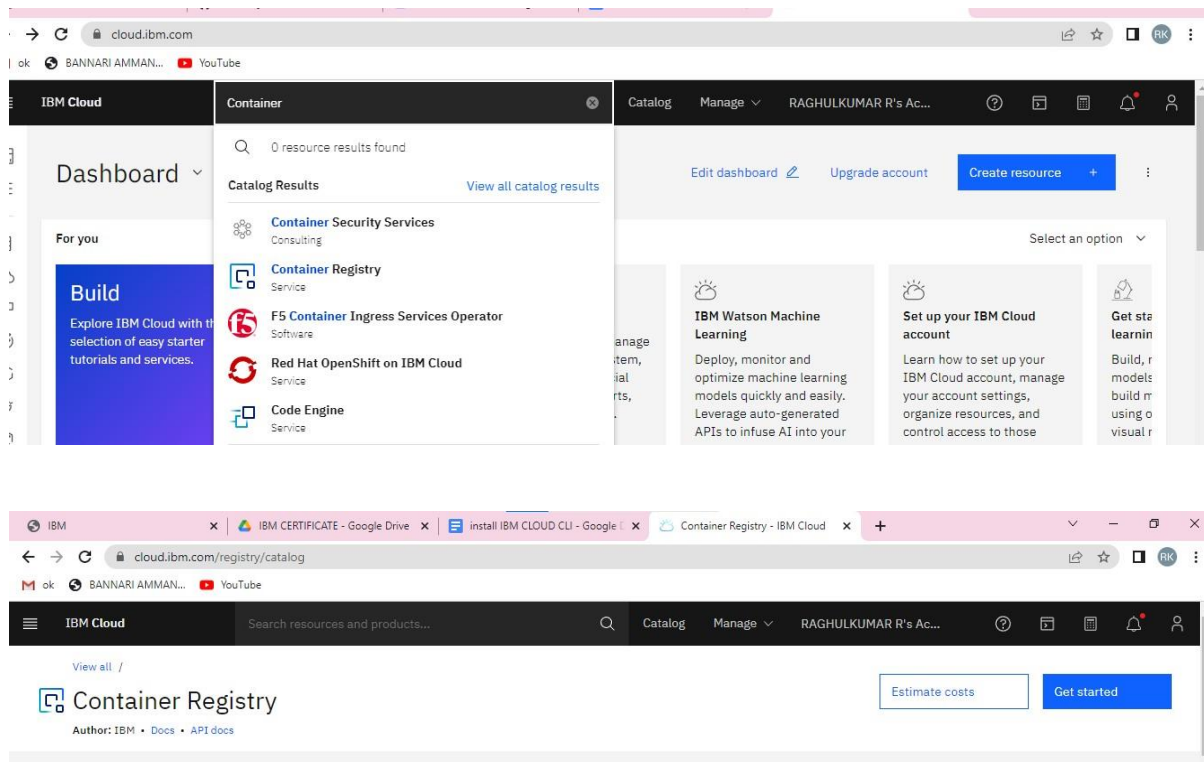 cloud.ibm.com
RK
ok BANNARI AMMAN... YouTube
IBM Cloud Container Catalog Manage RAGHULKUMAR R's Ac...
0 resource results found
Dashboard Edit dashboard Upgrade account Create resource +
Catalog Results View all catalog results
For you Select an option
Container Security Services
Consulting
Container Registry
Service
F5 Container Ingress Services Operator
Software
Red Hat OpenShift on IBM Cloud
Service
Code Engine
Service
Build
Explore IBM Cloud with
selection of easy starter
tutorials and services.
IBM Watson Machine
Learning
Deploy, monitor and
optimize machine learning
models quickly and easily.
Leverage auto-generated
APIs to infuse AI into your
Set up your IBM Cloud
account
Learn how to set up your
IBM Cloud account, manage
your account settings,
organize resources, and
control access to those
Get
Build,
models
using
visual
IBM IBM CERTIFICATE - Google Drive install IBM CLOUD CLI - Google Container Registry - IBM Cloud
cloud.ibm.com/registry/catalog
RK
M ok BANNARI AMMAN... YouTube
IBM Cloud Search resources and products... Catalog Manage RAGHULKUMAR R's Ac...
View all /
Container Registry Estimate costs Get started
Author: IBM • Docs • API docs